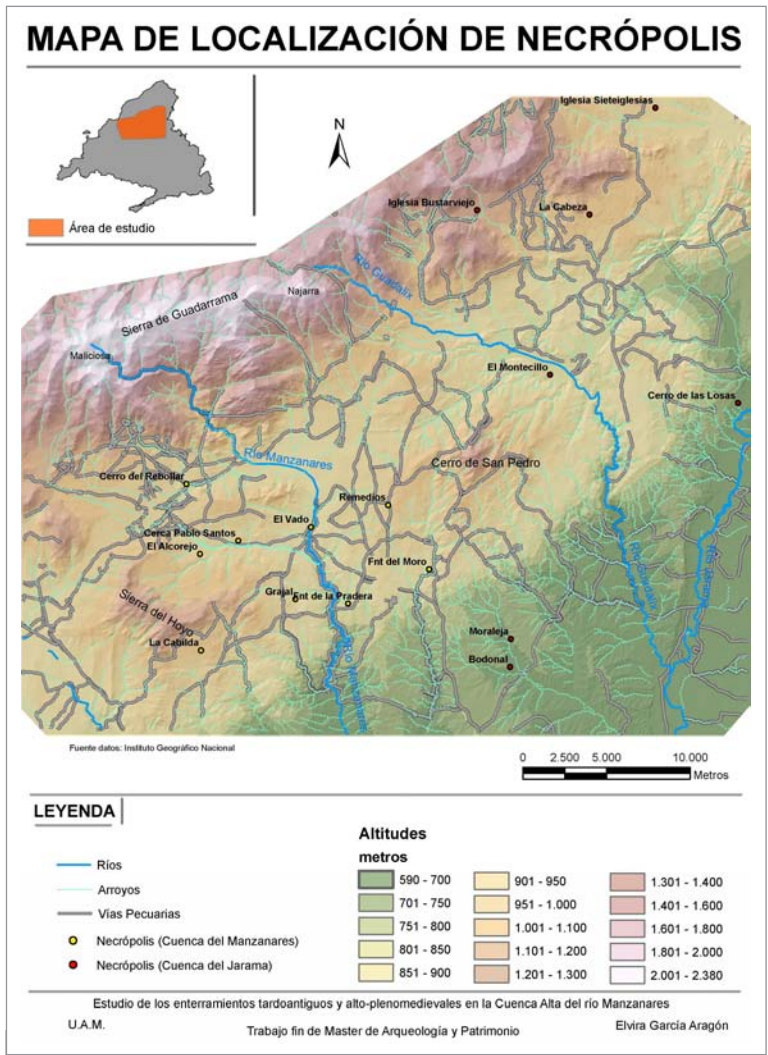 MAPA DE LOCALIZACIÓN DE NECRÓPOLIS
N
Área de estudio
Iglesia Sieteiglesias
Iglesia Bustarviejo
La Cabeza
Río Guadalix
Najarra
Sierra de Guadarrama
Maliciosa
El Montecillo
Cerro de las Losas
Río Manzanares
Cerro de San Pedro
Cerro del Rebollar
Remedios
El Vado
Cerca Pablo Santos
El Alcorejo
Fnt del Moro
Río Guadalix
Río Jarama
Grajal
Fnt de la Pradera
Sierra del Hoyo
Moraleja
La Cabilda
Río Manzanares
Bodonal
Fuente datos: Instituto Geográfico Nacional
0 2.500 5.000 10.000
Metros
LEYENDA
Ríos
Arroyos
Vías Pecuarias
Necrópolis (Cuenca del Manzanares)
Necrópolis (Cuenca del Jarama)
Altitudes
metros
590 - 700
701 - 750
751 - 800
801 - 850
851 - 900
901 - 950
951 - 1.000
1.001 - 1.100
1.101 - 1.200
1.201 - 1.300
1.301 - 1.400
1.401 - 1.600
1.601 - 1.800
1.801 - 2.000
2.001 - 2.380
Estudio de los enterramientos tardoantiguos y alto-plenomedievales en la Cuenca Alta del río Manzanares
U.A.M.
Trabajo fin de Master de Arqueología y Patrimonio
Elvira García Aragón